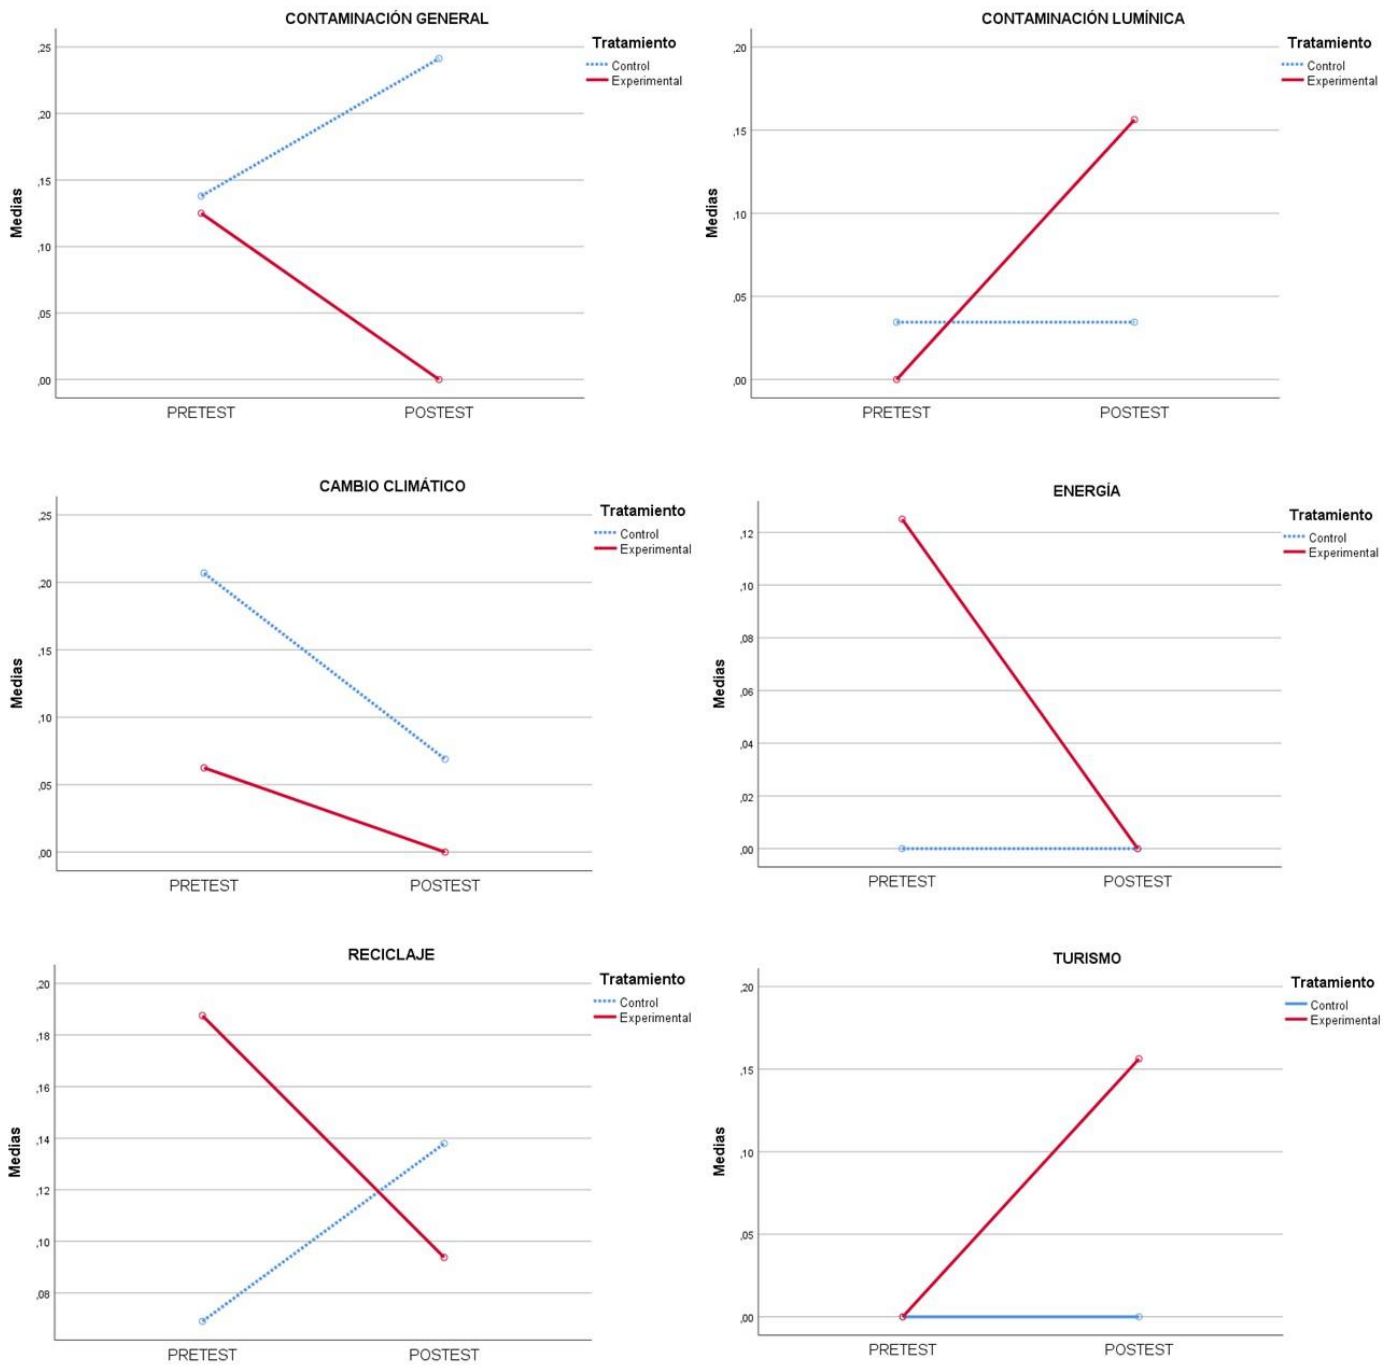 CONTAMINACIÓN GENERAL
,25
,20
,15
,10
,05
,00
Medias
PRETEST
POSTEST
Tratamiento
Control
Experimental
CONTAMINACIÓN LUMÍNICA
,20
,15
,10
,05
,00
Medias
PRETEST
POSTEST
Tratamiento
Control
Experimental
CAMBIO CLIMÁTICO
,25
,20
,15
,10
,05
,00
Medias
PRETEST
POSTEST
Tratamiento
Control
Experimental
ENERGÍA
,12
,10
,08
,06
,04
,02
,00
Medias
PRETEST
POSTEST
Tratamiento
Control
Experimental
RECICLAJE
,20
,18
,16
,14
,12
,10
,08
Medias
PRETEST
POSTEST
Tratamiento
Control
Experimental
TURISMO
,20
,15
,10
,05
,00
Medias
PRETEST
POSTEST
Tratamiento
Control
Experimental